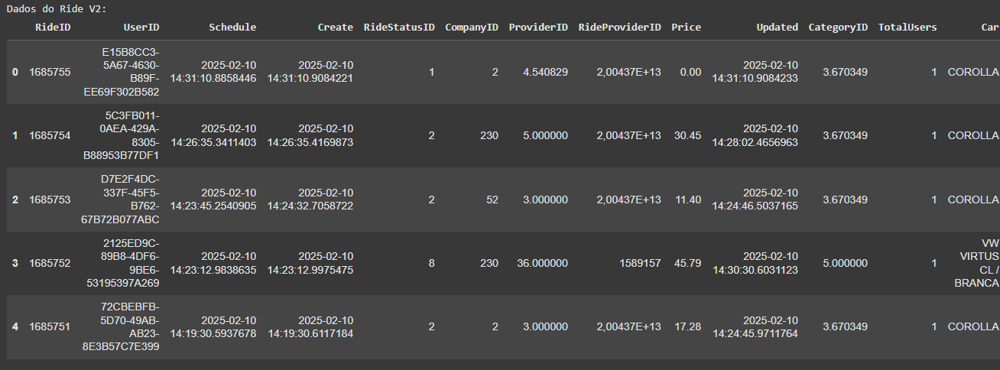 Dados do Ride V2:
RideID UserID Schedule Create RideStatusID CompanyID ProviderID RideProviderID Price Updated CategoryID TotalUsers Car
0 1685755 E15B8CC3-5A67-4630-B89F-EE69F302B582 2025-02-10 14:31:10.8858446 2025-02-10 14:31:10.9084221 1 2 4.540829 2,00437E+13 0.00 2025-02-10 14:31:10.9084233 3.670349 1 COROLLA
1 1685754 5C3FB011-0AEA-429A-8305-B88953B77DF1 2025-02-10 14:26:35.3411403 2025-02-10 14:26:35.4169873 2 230 5.000000 2,00437E+13 30.45 2025-02-10 14:28:02.4656963 3.670349 1 COROLLA
2 1685753 D7E2F4DC-337F-45F5-B762-67B72B077ABC 2025-02-10 14:23:45.2540905 2025-02-10 14:24:32.7058722 2 52 3.000000 2,00437E+13 11.40 2025-02-10 14:24:46.5037165 3.670349 1 COROLLA
3 1685752 2125ED9C-89B8-4DF6-9BE6-53195397A269 2025-02-10 14:23:12.9838635 2025-02-10 14:23:12.9975475 8 230 36.000000 1589157 45.79 2025-02-10 14:30:30.6031123 5.000000 1 VW VIRTUS CL / BRANCA
4 1685751 72CBEBFB-5D70-49AB-AB23-8E3B57C7E399 2025-02-10 14:19:30.5937678 2025-02-10 14:19:30.6117184 2 2 3.000000 2,00437E+13 17.28 2025-02-10 14:24:45.9711764 3.670349 1 COROLLA